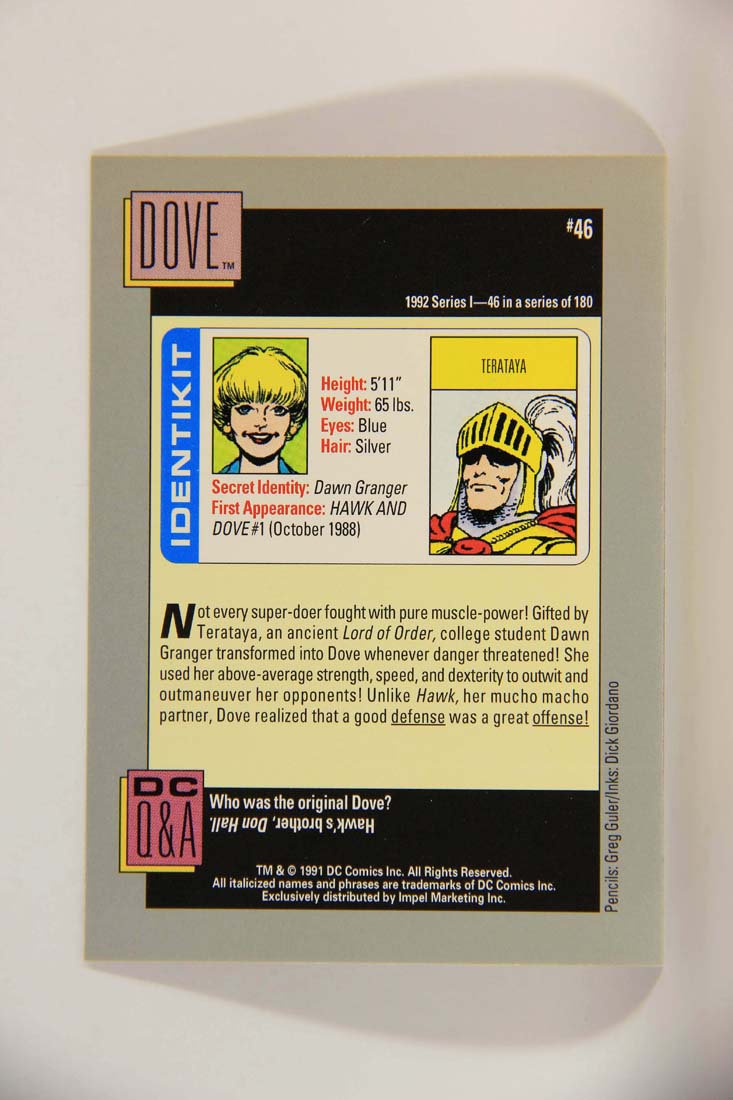 DOVE™
#46
1992 Series I—46 in a series of 180
IDENTIKIT
Height: 5'11"
Weight: 65 lbs.
Eyes: Blue
Hair: Silver
TERATAYA
Secret Identity: Dawn Granger
First Appearance: HAWK AND
DOVE #1 (October 1988)
Not every super-doer fought with pure muscle-power! Gifted by
Terataya, an ancient Lord of Order, college student Dawn
Granger transformed into Dove whenever danger threatened! She
used her above-average strength, speed, and dexterity to outwit and
outmaneuver her opponents! Unlike Hawk, her mucho macho
partner, Dove realized that a good defense was a great offense!
DC
Q&A
Who was the original Dove?
Hawk's brother, Don Hall.
TM & © 1991 DC Comics Inc. All Rights Reserved.
All italicized names and phrases are trademarks of DC Comics Inc.
Exclusively distributed by Impel Marketing Inc.
Pencils: Greg Guler/Inks: Dick Giordano